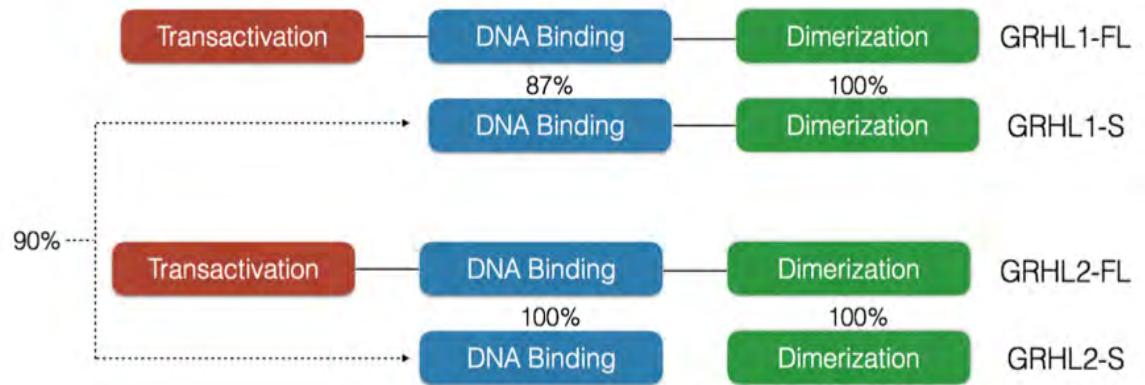 Transactivation DNA Binding Dimerization GRHL1-FL
87% 100%
DNA Binding Dimerization GRHL1-S
90%
Transactivation DNA Binding Dimerization GRHL2-FL
100% 100%
DNA Binding Dimerization GRHL2-S